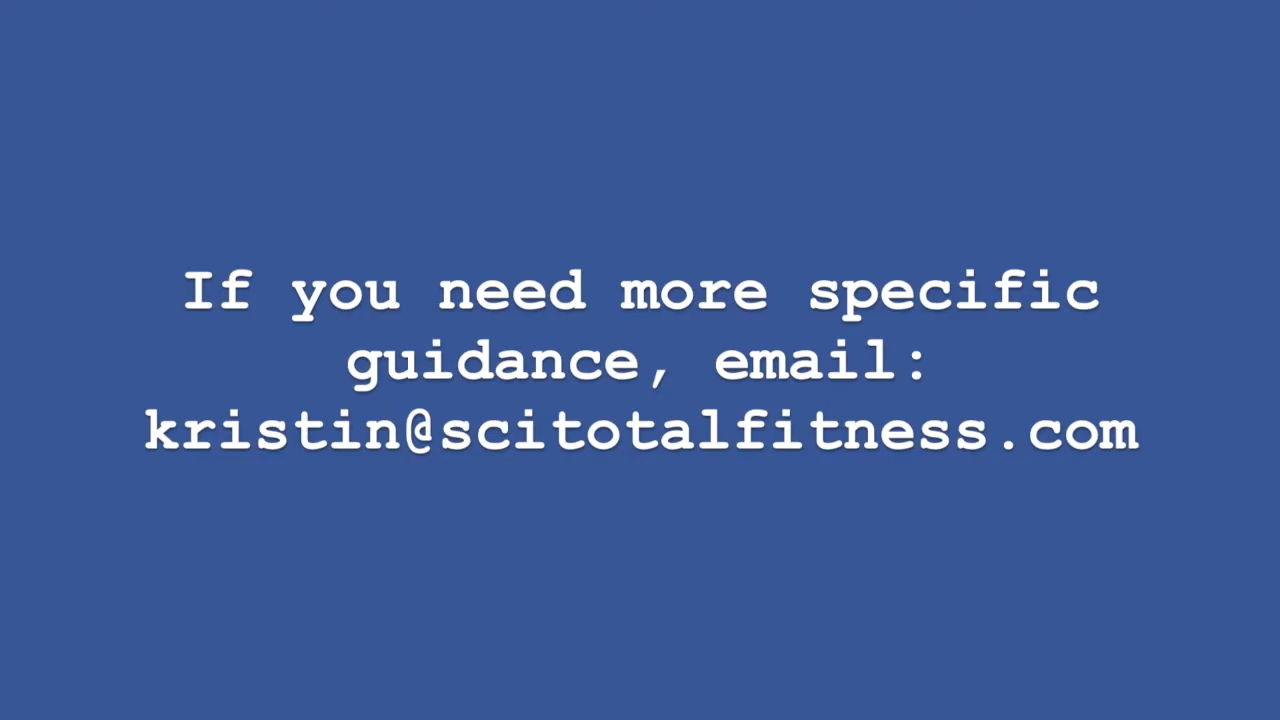 If you need more specific
guidance, email:
kristin@scitotalfitness.com